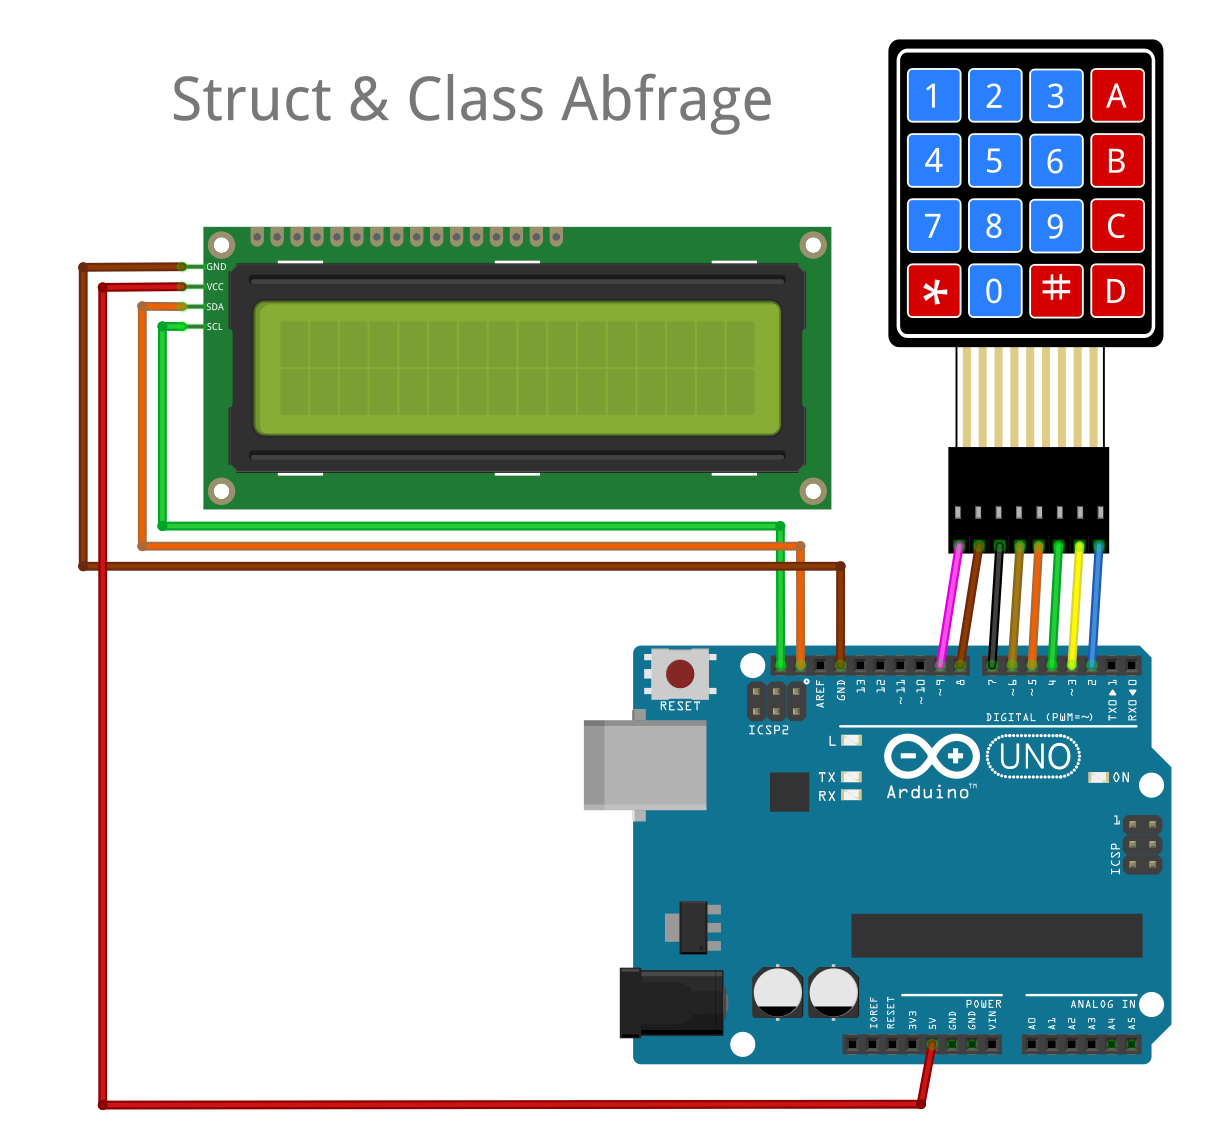 Struct & Class Abfrage
1 2 3 A
4 5 6 B
7 8 9 C
* 0 # D
GND
VCC
SDA
SCL
RESET
ICSP2
AREF
GND
13
12
~11
~10
~9
8
7
~6
~5
4
~3
2
TX0▶1
RX0◀0
DIGITAL (PWM=~)
L
TX
RX
Arduino™
UNO
ON
1
ICSP
IOREF
RESET
3V3
5V
GND
GND
VIN
POWER
ANALOG IN
A0
A1
A2
A3
A4
A5